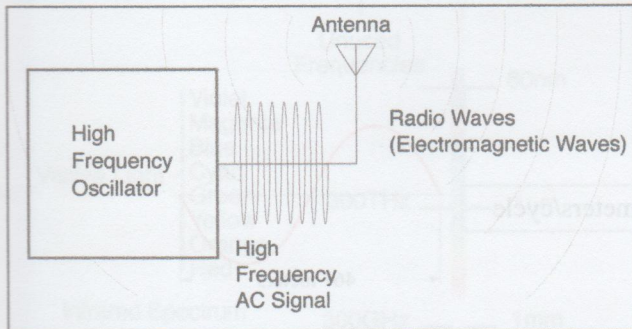 Antenna
High
Frequency
Oscillator
Radio Waves
(Electromagnetic Waves)
High
Frequency
AC Signal